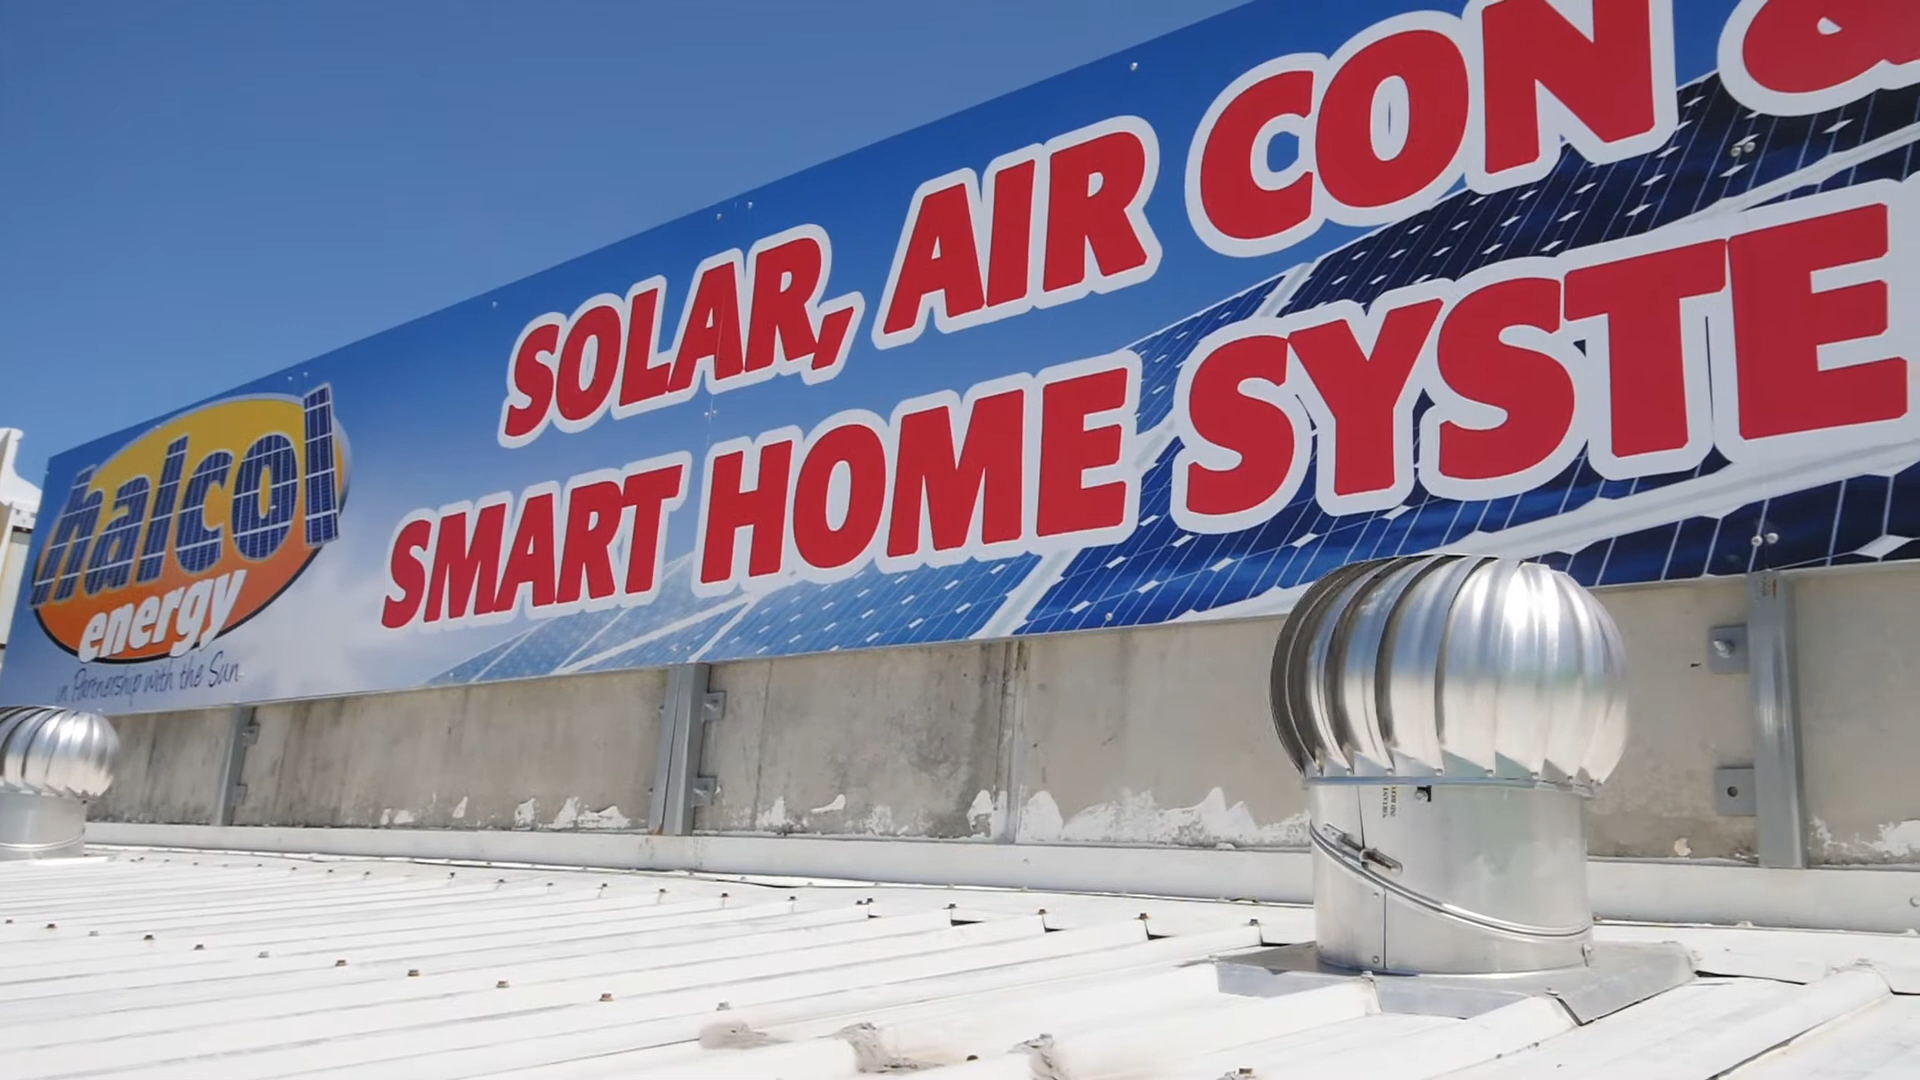 halcol
energy
in Partnership with the Sun
SOLAR, AIR CON &
SMART HOME SYSTE